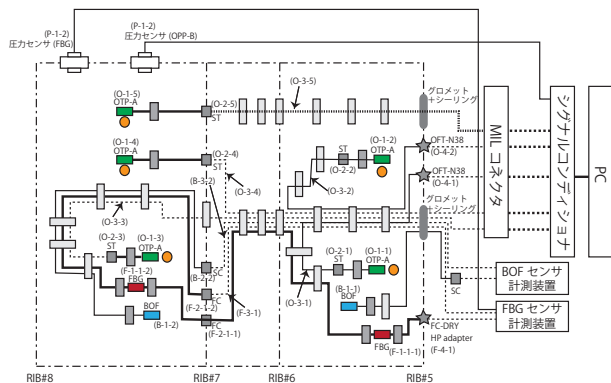 (P-1-2)
圧力センサ (FBG)
(P-1-2)
圧力センサ (OPP-B)
(O-1-5)
OTP-A
(O-2-5)
ST
(O-3-5)
グロメット
+シーリング
(O-1-4)
OTP-A
(O-2-4)
ST
(B-3-2)
(O-3-4)
(O-1-2)
OTP-A
ST
(O-2-2)
(O-3-2)
OFT-N38
(O-4-2)
OFT-N38
(O-4-1)
グロメット
+シーリング
MIL コネクタ
シグナルコンディショナ
PC
(O-3-3)
(O-2-3)
ST
(O-1-3)
OTP-A
(F-1-1-2)
FBG
BOF
(B-1-2)
SC
(B-2-2)
FC
(F-2-1-2)
FC
(F-2-1-1)
(F-3-1)
(O-2-1)
ST
(O-1-1)
OTP-A
(O-3-1)
(B-1-1)
BOF
FBG
(F-1-1-1)
SC
FC-DRY
HP adapter
(F-4-1)
BOF センサ
計測装置
FBG センサ
計測装置
RIB#8
RIB#7
RIB#6
RIB#5